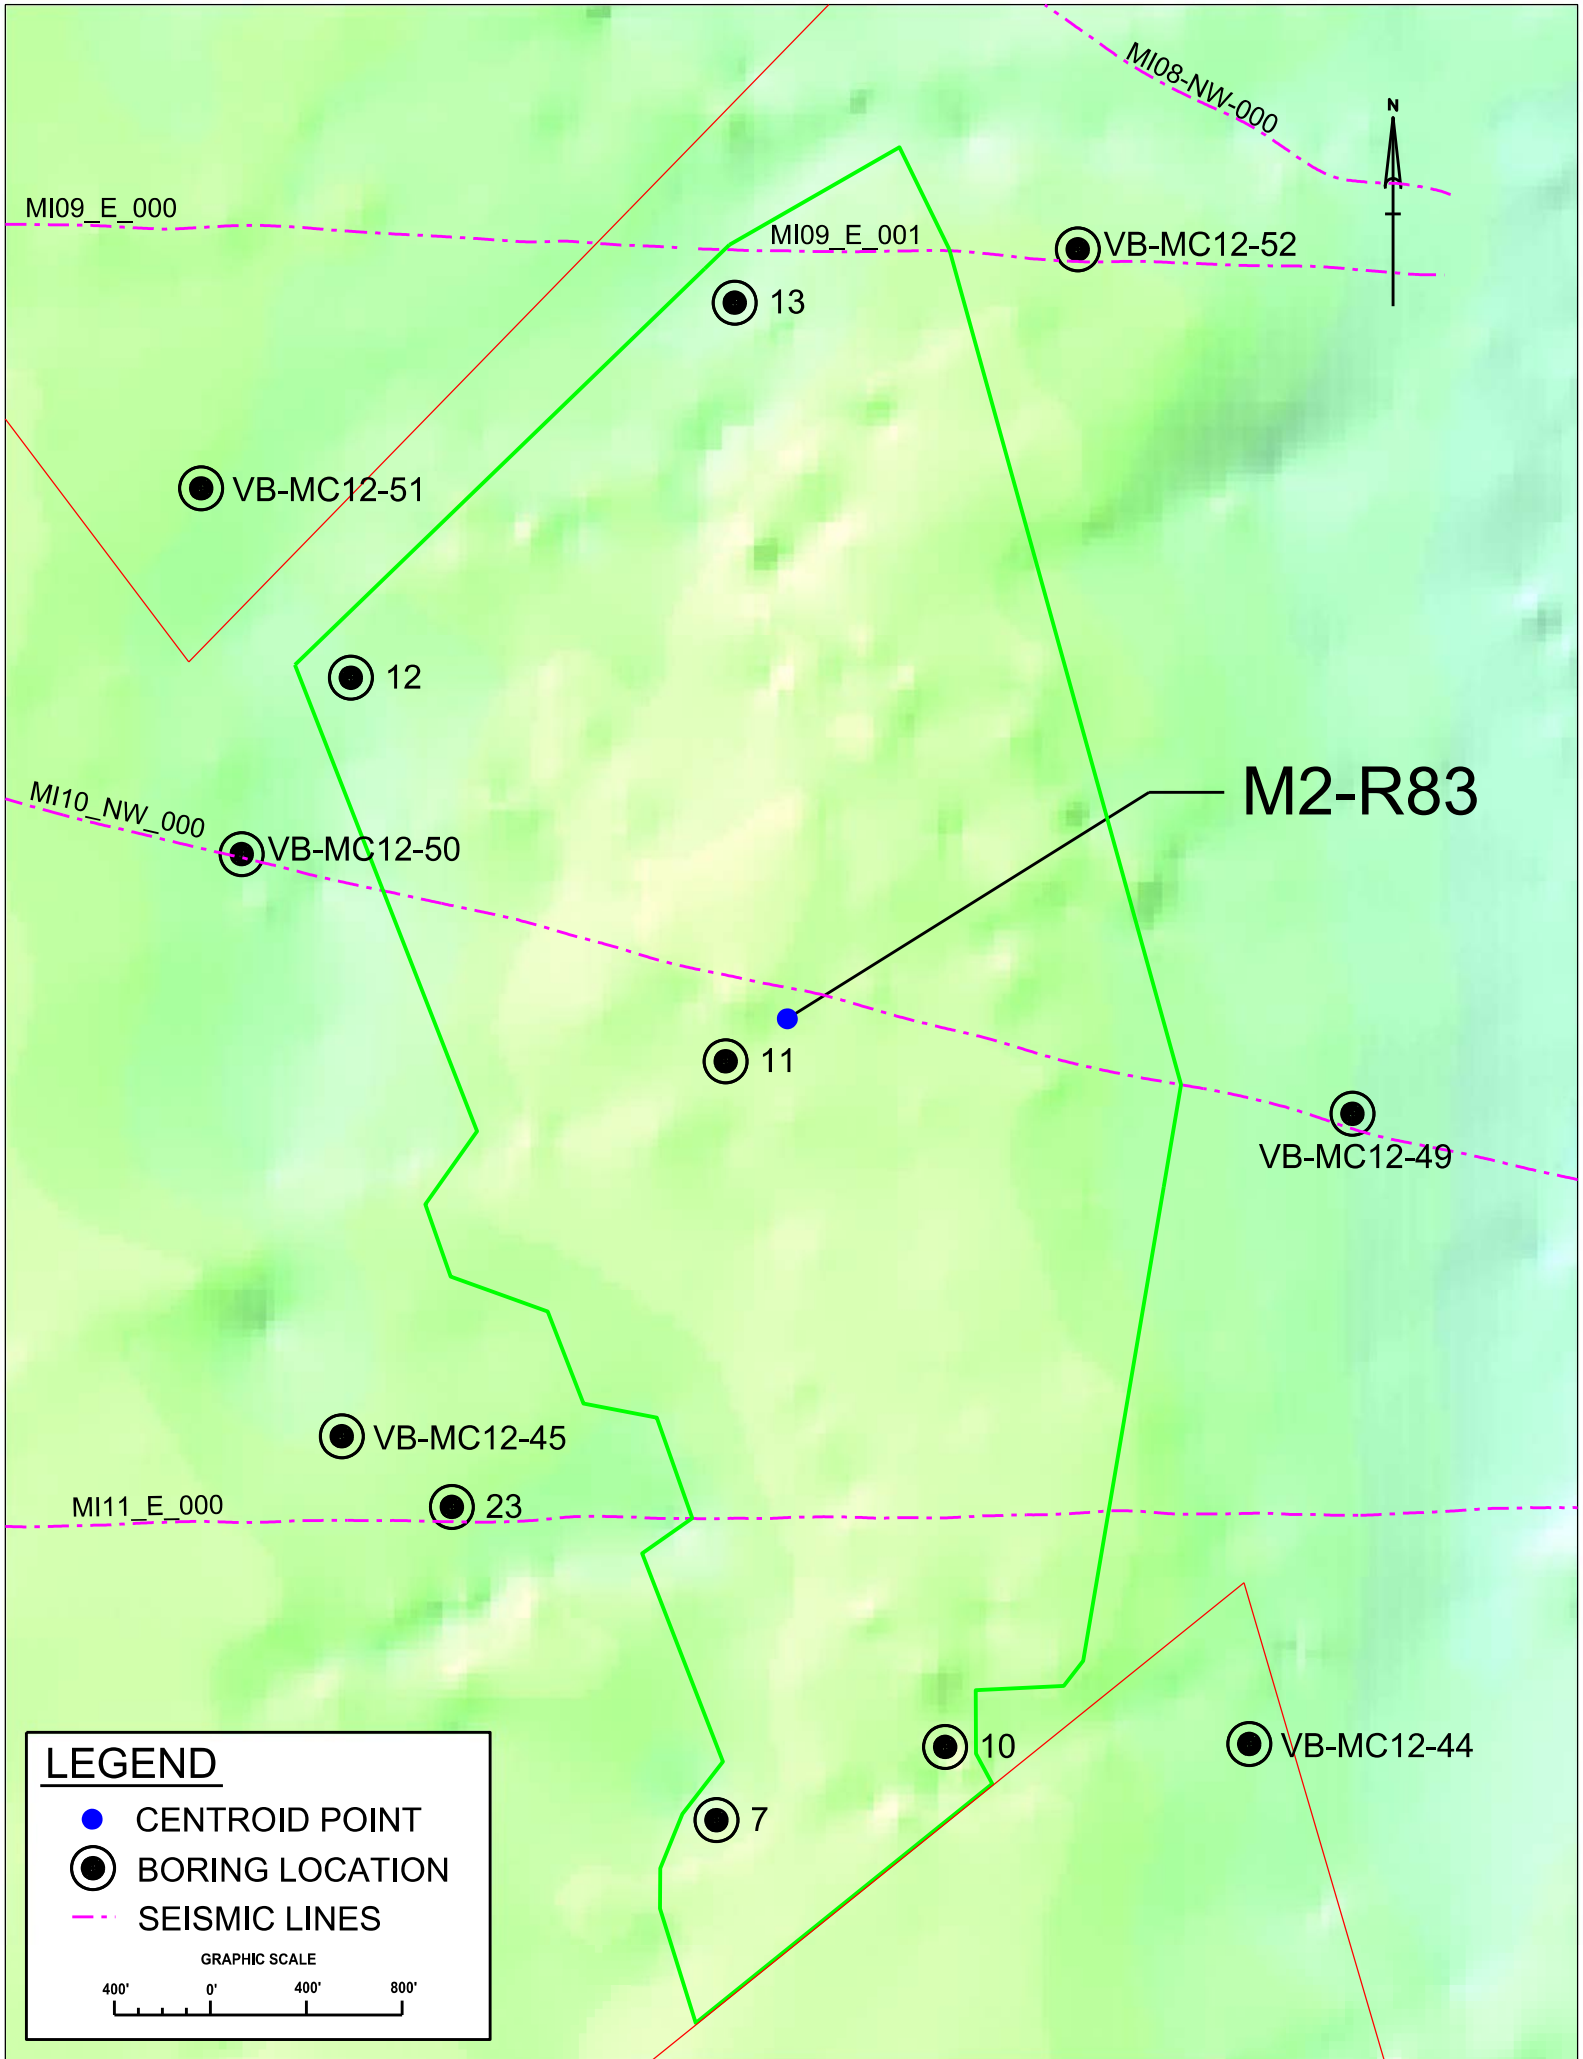 MI08-NW-000
N
MI09_E_000
MI09_E_001
VB-MC12-52
13
VB-MC12-51
12
M2-R83
MI10_NW_000
VB-MC12-50
11
VB-MC12-49
VB-MC12-45
23
MI11_E_000
10
VB-MC12-44
7
LEGEND
CENTROID POINT
BORING LOCATION
SEISMIC LINES
GRAPHIC SCALE
400' 0' 400' 800'